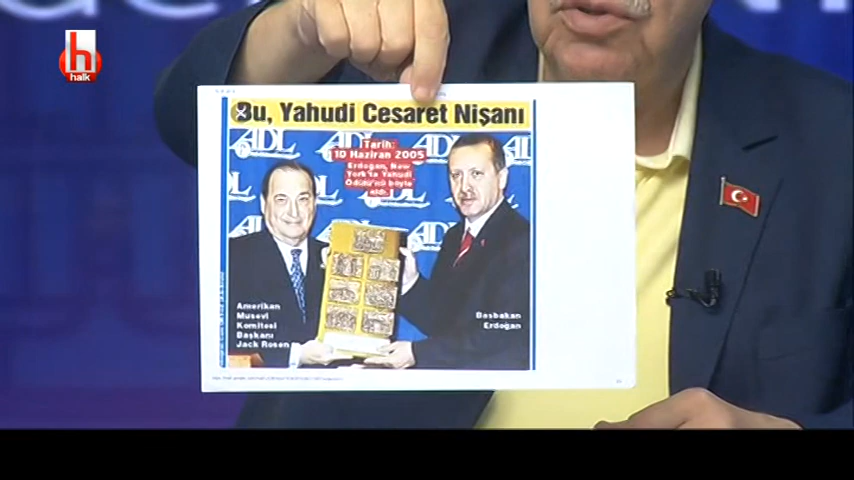 h
halk
Bu, Yahudi Cesaret Nişanı
ADL
Tarih:
10 Haziran 2005
Erdoğan, New
York'ta Yahudi
Ödülü'nü böyle
aldı.
ADL
Amerikan
Musevi
Komitesi
Başkanı
Jack Rosen
Başbakan
Erdoğan